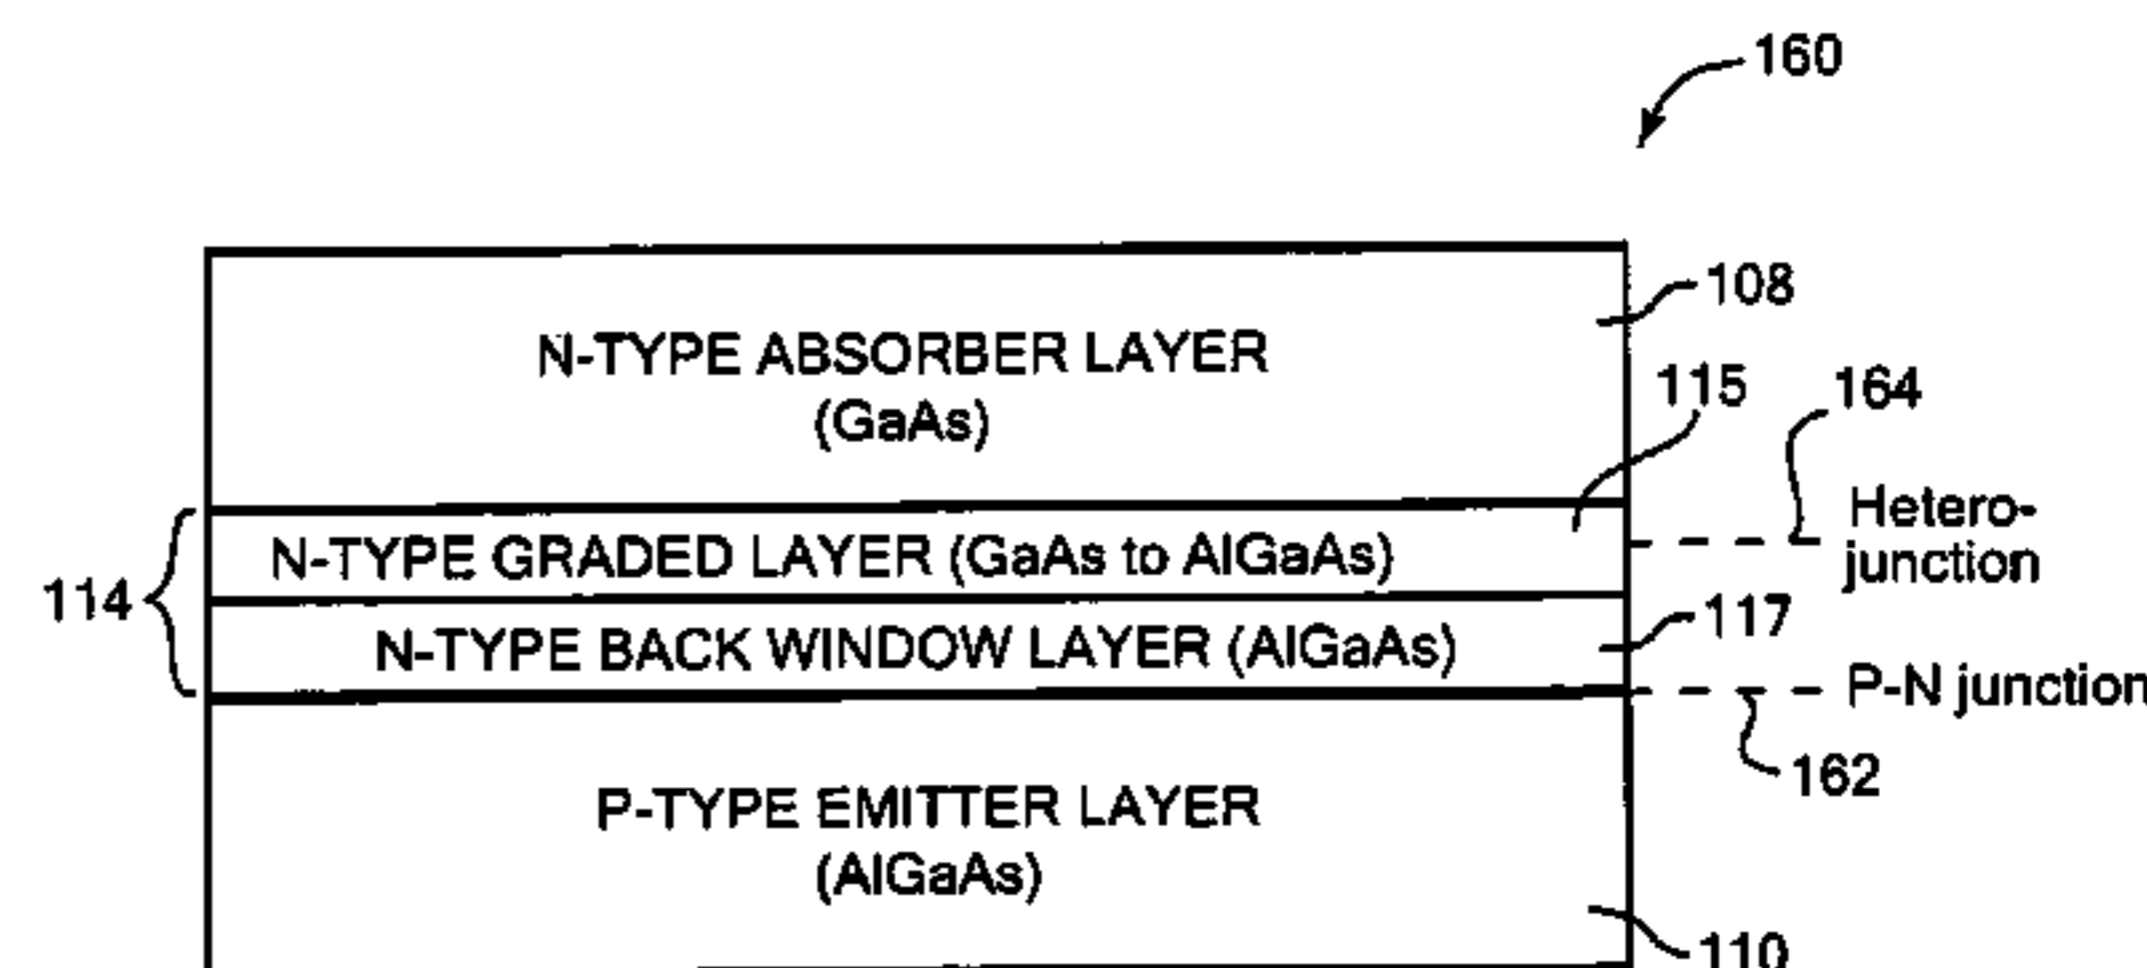 160
108
N-TYPE ABSORBER LAYER
(GaAs)
115
164
Hetero-
junction
N-TYPE GRADED LAYER (GaAs to AlGaAs)
114
117
N-TYPE BACK WINDOW LAYER (AlGaAs)
P-N junction
162
P-TYPE EMITTER LAYER
(AlGaAs)
110